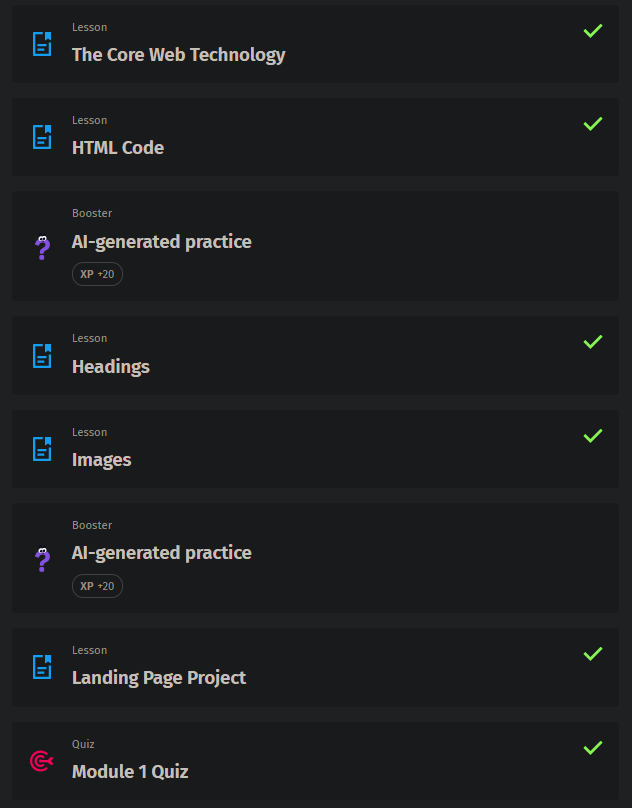 Lesson
The Core Web Technology
Lesson
HTML Code
Booster
AI-generated practice
XP +20
Lesson
Headings
Lesson
Images
Booster
AI-generated practice
XP +20
Lesson
Landing Page Project
Quiz
Module 1 Quiz